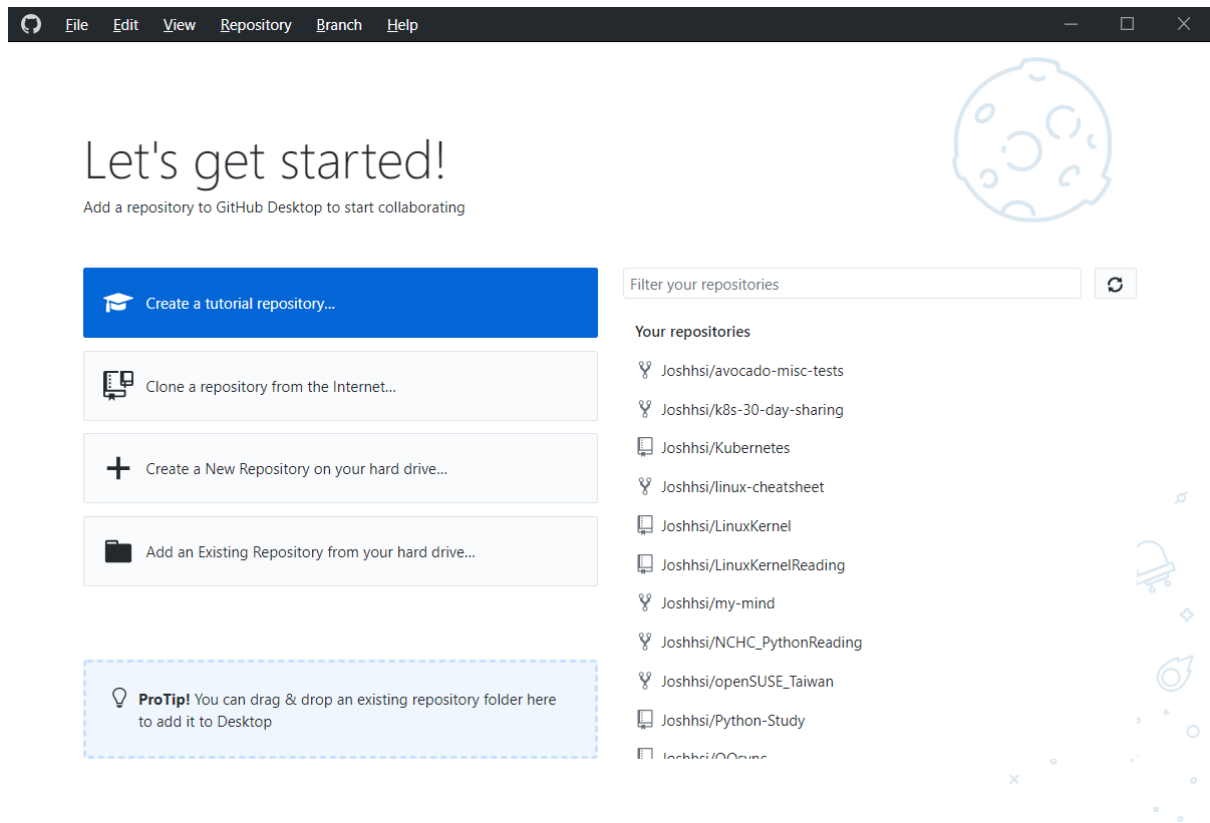 File Edit View Repository Branch Help
Let's get started!
Add a repository to GitHub Desktop to start collaborating
Create a tutorial repository...
Clone a repository from the Internet...
Create a New Repository on your hard drive...
Add an Existing Repository from your hard drive...
ProTip! You can drag & drop an existing repository folder here
to add it to Desktop
Filter your repositories
Your repositories
Joshhsi/avocado-misc-tests
Joshhsi/k8s-30-day-sharing
Joshhsi/Kubernetes
Joshhsi/linux-cheatsheet
Joshhsi/LinuxKernel
Joshhsi/LinuxKernelReading
Joshhsi/my-mind
Joshhsi/NCHC_PythonReading
Joshhsi/openSUSE_Taiwan
Joshhsi/Python-Study